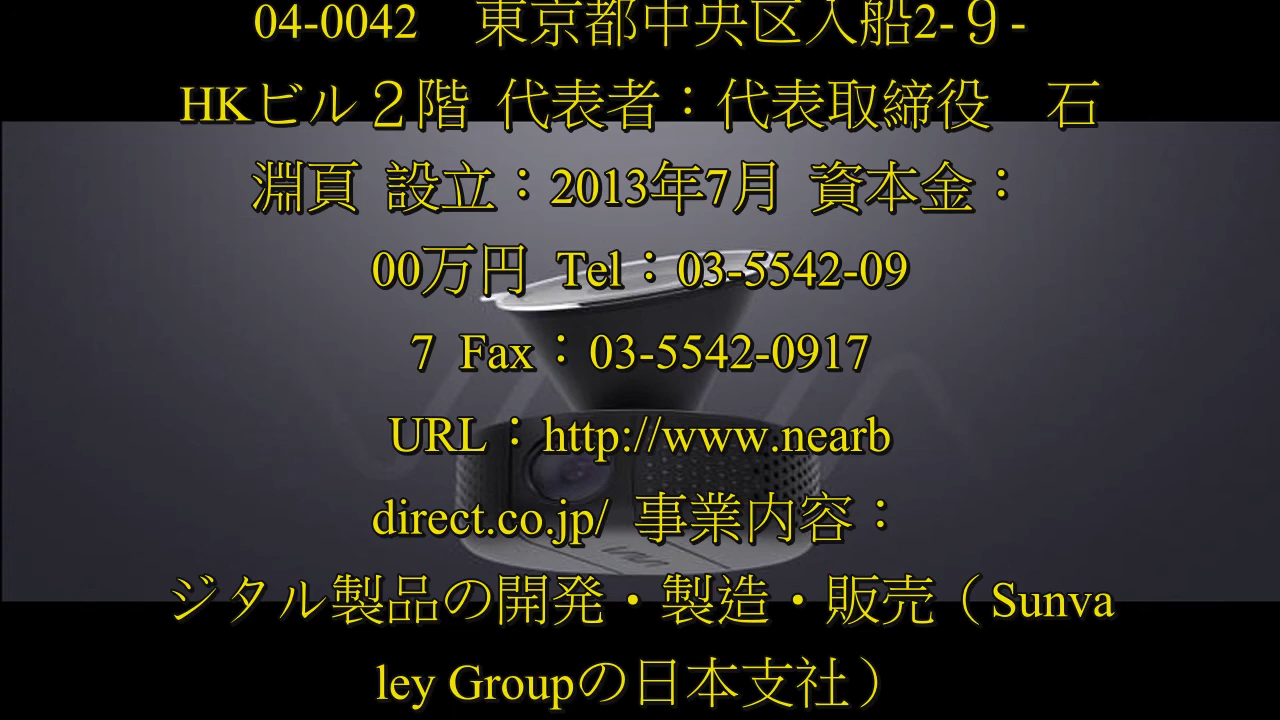 04-0042　東京都中央区入船2-９-
HKビル２階 代表者：代表取締役　石
淵頁 設立：2013年7月 資本金：
00万円 Tel：03-5542-09
7 Fax：03-5542-0917
URL：http://www.nearb
direct.co.jp/ 事業内容：
ジタル製品の開発・製造・販売（Sunva
ley Groupの日本支社）
VAVA